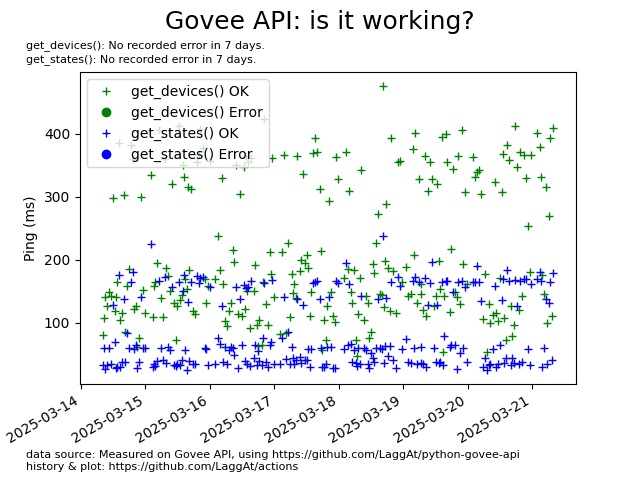 Govee API: is it working?
get_devices(): No recorded error in 7 days.
get_states(): No recorded error in 7 days.
get_devices() OK
get_devices() Error
get_states() OK
get_states() Error
Ping (ms)
400
300
200
100
2025-03-14
2025-03-15
2025-03-16
2025-03-17
2025-03-18
2025-03-19
2025-03-20
2025-03-21
data source: Measured on Govee API, using https://github.com/LaggAt/python-govee-api
history & plot: https://github.com/LaggAt/actions